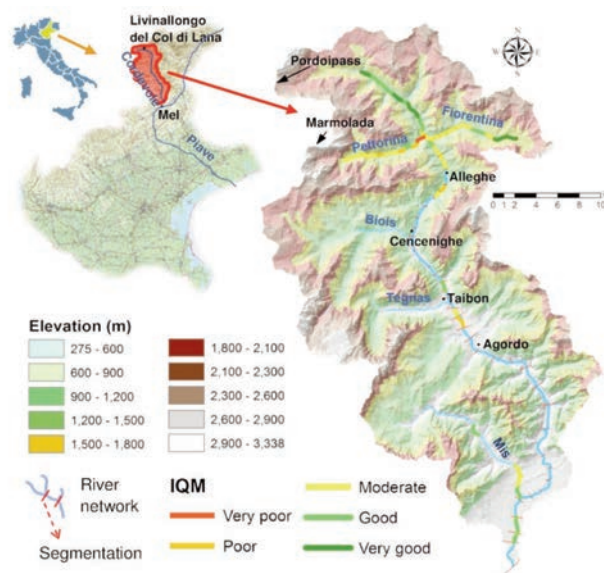 Livinallongo
del Col di Lana
Cordevole
Mel
Piave
Pordoipass
Marmolada
Fiorentina
Pettorina
Alleghe
Biois
Cencenighe
Tegnas
Taibon
Agordo
Mis
N
W
E
S
0 1 2 4 6 8 10
Elevation (m)
275 - 600
600 - 900
900 - 1,200
1,200 - 1,500
1,500 - 1,800
1,800 - 2,100
2,100 - 2,300
2,300 - 2,600
2,600 - 2,900
2,900 - 3,338
River
network
Segmentation
IQM
Very poor
Poor
Moderate
Good
Very good